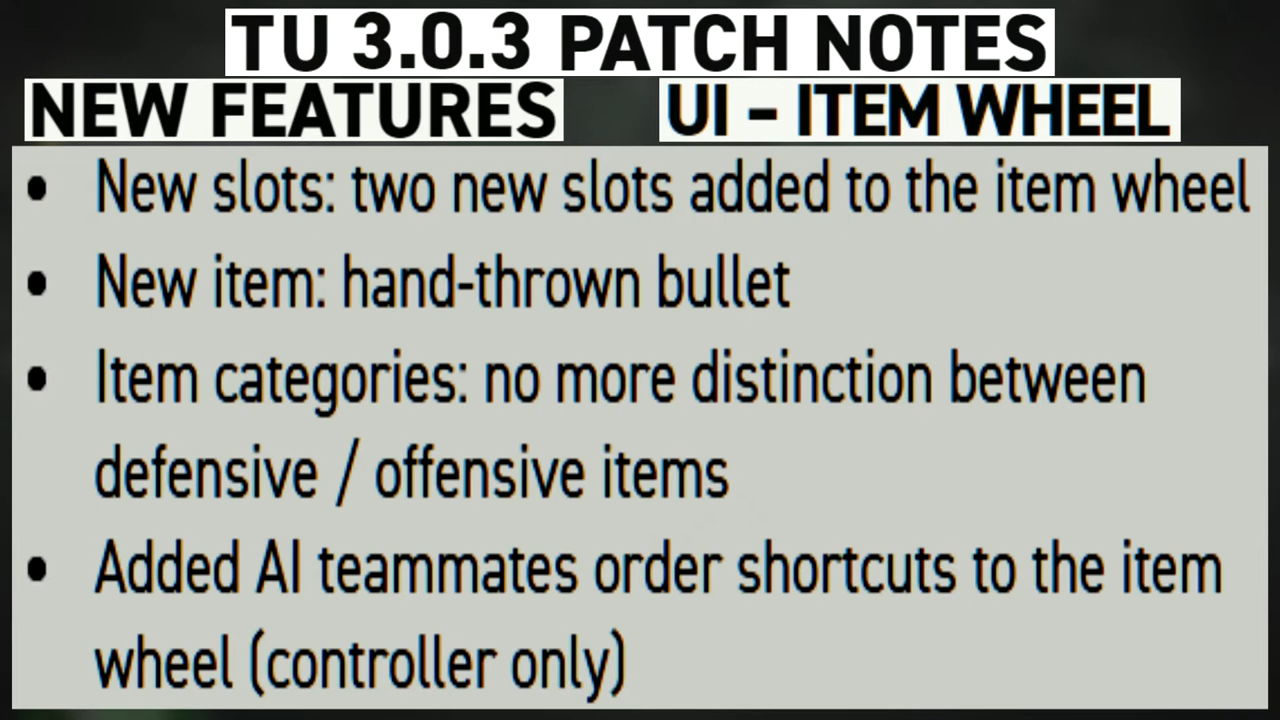 TU 3.0.3 PATCH NOTES
NEW FEATURES UI – ITEM WHEEL
• New slots: two new slots added to the item wheel
• New item: hand-thrown bullet
• Item categories: no more distinction between
defensive / offensive items
• Added AI teammates order shortcuts to the item
wheel (controller only)